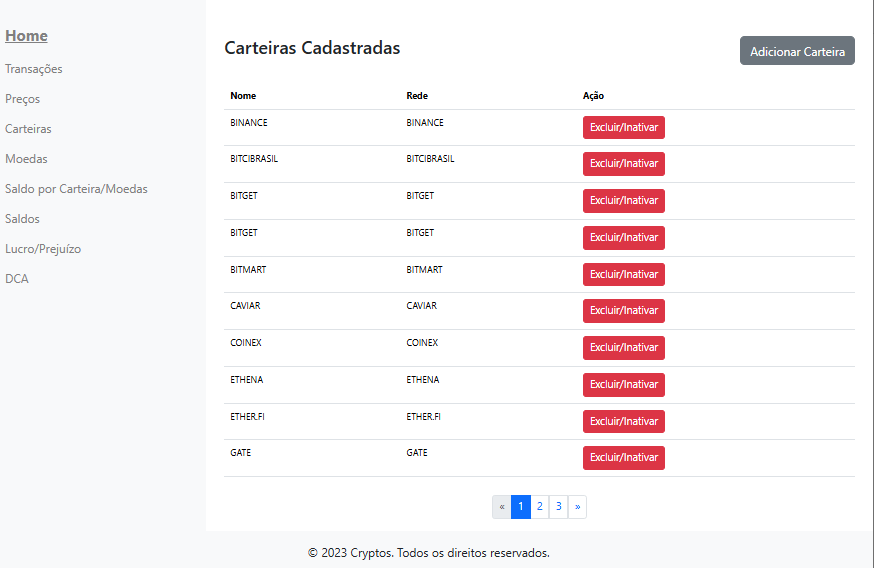 Home
Transações
Preços
Carteiras
Moedas
Saldo por Carteira/Moedas
Saldos
Lucro/Prejuízo
DCA
Carteiras Cadastradas
Adicionar Carteira
Nome Rede Ação
BINANCE BINANCE Excluir/Inativar
BITCIBRASIL BITCIBRASIL Excluir/Inativar
BITGET BITGET Excluir/Inativar
BITGET BITGET Excluir/Inativar
BITMART BITMART Excluir/Inativar
CAVIAR CAVIAR Excluir/Inativar
COINEX COINEX Excluir/Inativar
ETHENA ETHENA Excluir/Inativar
ETHER.FI ETHER.FI Excluir/Inativar
GATE GATE Excluir/Inativar
« 1 2 3 »
© 2023 Cryptos. Todos os direitos reservados.